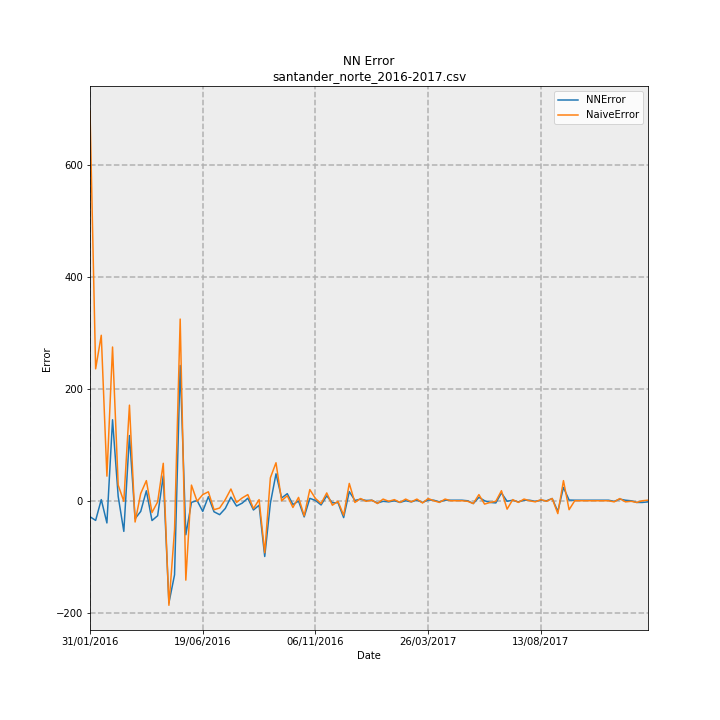 NN Error
santander_norte_2016-2017.csv
NNError
NaiveError
600
400
200
0
−200
Error
31/01/2016
19/06/2016
06/11/2016
26/03/2017
13/08/2017
Date